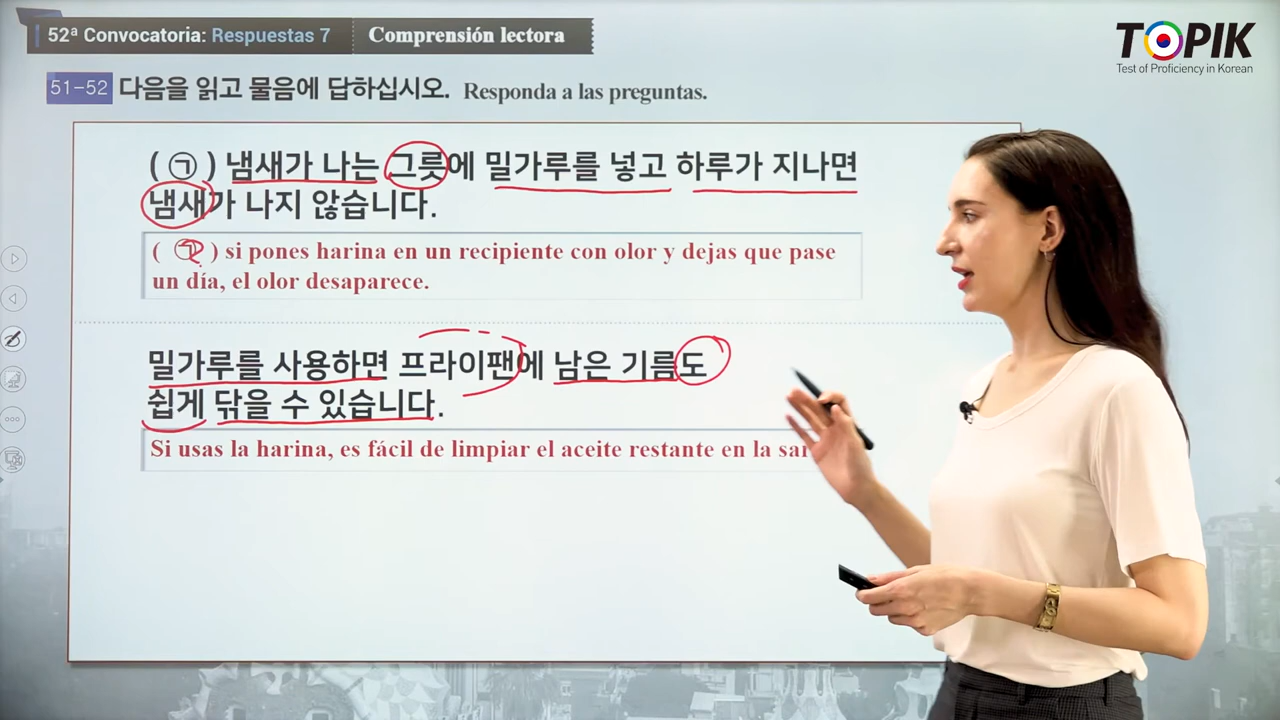 52ª Convocatoria: Respuestas 7 Comprensión lectora
TOPIK
Test of Proficiency in Korean
51-52 다음을 읽고 물음에 답하십시오. Responda a las preguntas.
( ㉠ ) 냄새가 나는 그릇에 밀가루를 넣고 하루가 지나면
냄새가 나지 않습니다.
( ㉠ ) si pones harina en un recipiente con olor y dejas que pase
un día, el olor desaparece.
밀가루를 사용하면 프라이팬에 남은 기름도
쉽게 닦을 수 있습니다.
Si usas la harina, es fácil de limpiar el aceite restante en la